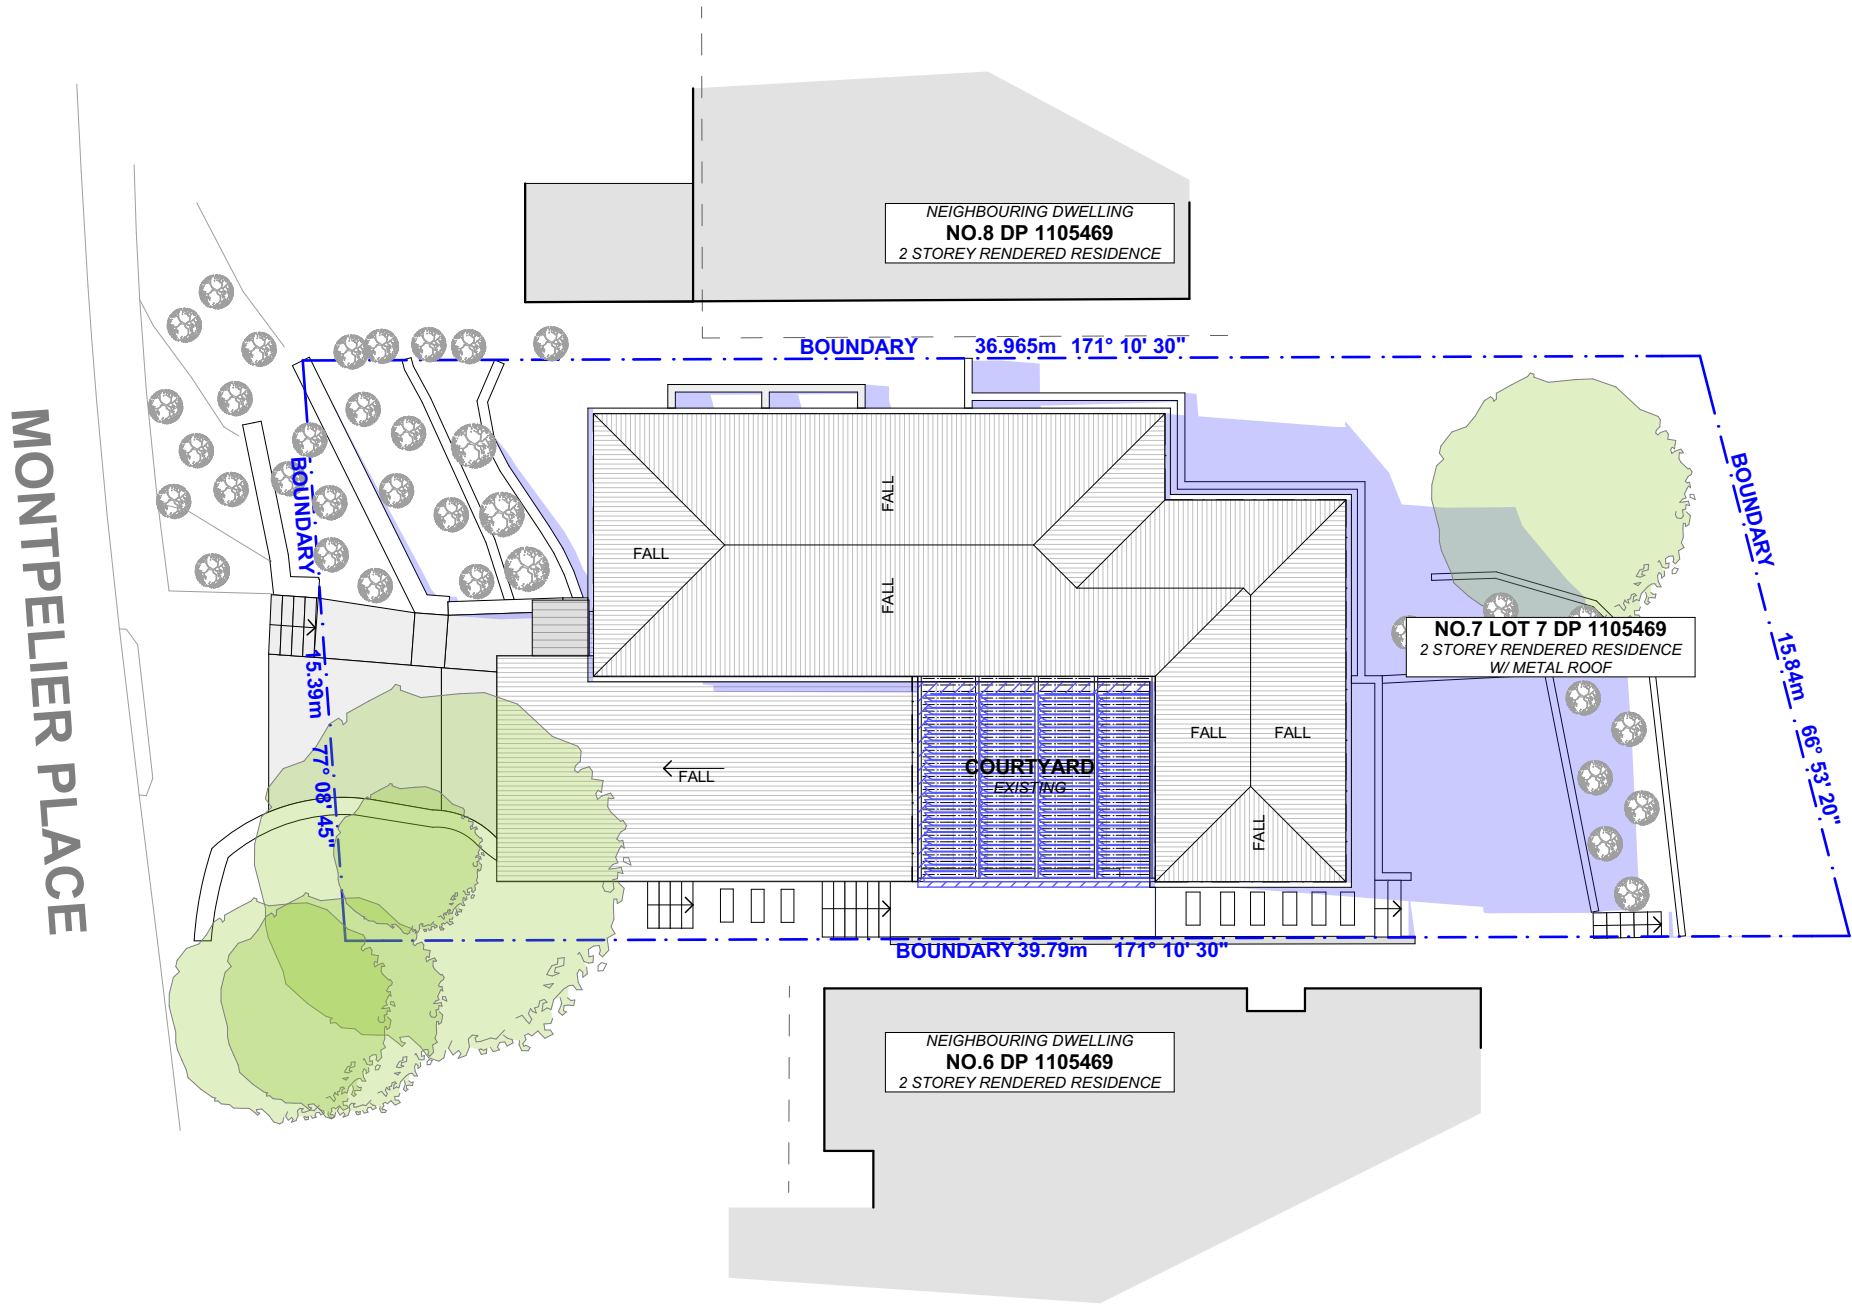 NEIGHBOURING DWELLING
NO.8 DP 1105469
2 STOREY RENDERED RESIDENCE
BOUNDARY 36.965m 171° 10' 30"
MONTPELIER PLACE
BOUNDARY
15.39m 77° 08' 45"
FALL
FALL
FALL
FALL
FALL
FALL
FALL
COURTYARD
EXISTING
NO.7 LOT 7 DP 1105469
2 STOREY RENDERED RESIDENCE
W/ METAL ROOF
BOUNDARY
15.84m 66° 53' 20"
BOUNDARY 39.79m 171° 10' 30"
NEIGHBOURING DWELLING
NO.6 DP 1105469
2 STOREY RENDERED RESIDENCE